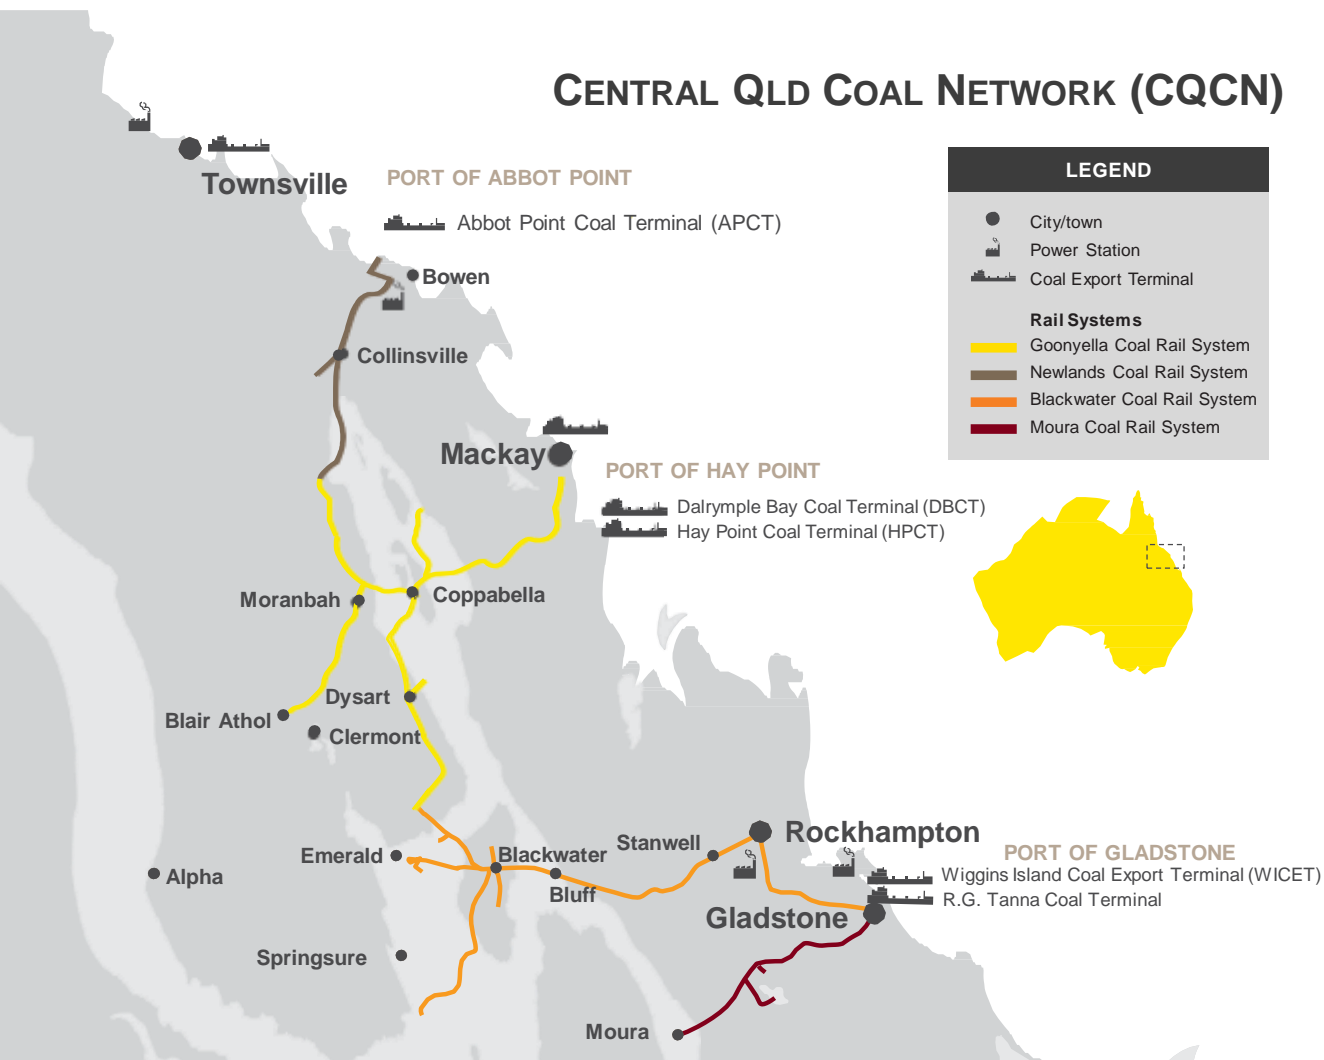 CENTRAL QLD COAL NETWORK (CQCN)
LEGEND
City/town
Power Station
Coal Export Terminal
Rail Systems
Goonyella Coal Rail System
Newlands Coal Rail System
Blackwater Coal Rail System
Moura Coal Rail System
Townsville
PORT OF ABBOT POINT
Abbot Point Coal Terminal (APCT)
Bowen
Collinsville
Mackay
PORT OF HAY POINT
Dalrymple Bay Coal Terminal (DBCT)
Hay Point Coal Terminal (HPCT)
Moranbah
Coppabella
Dysart
Blair Athol
Clermont
Rockhampton
Stanwell
Emerald
Blackwater
PORT OF GLADSTONE
Wiggins Island Coal Export Terminal (WICET)
Alpha
Bluff
R.G. Tanna Coal Terminal
Gladstone
Springsure
Moura